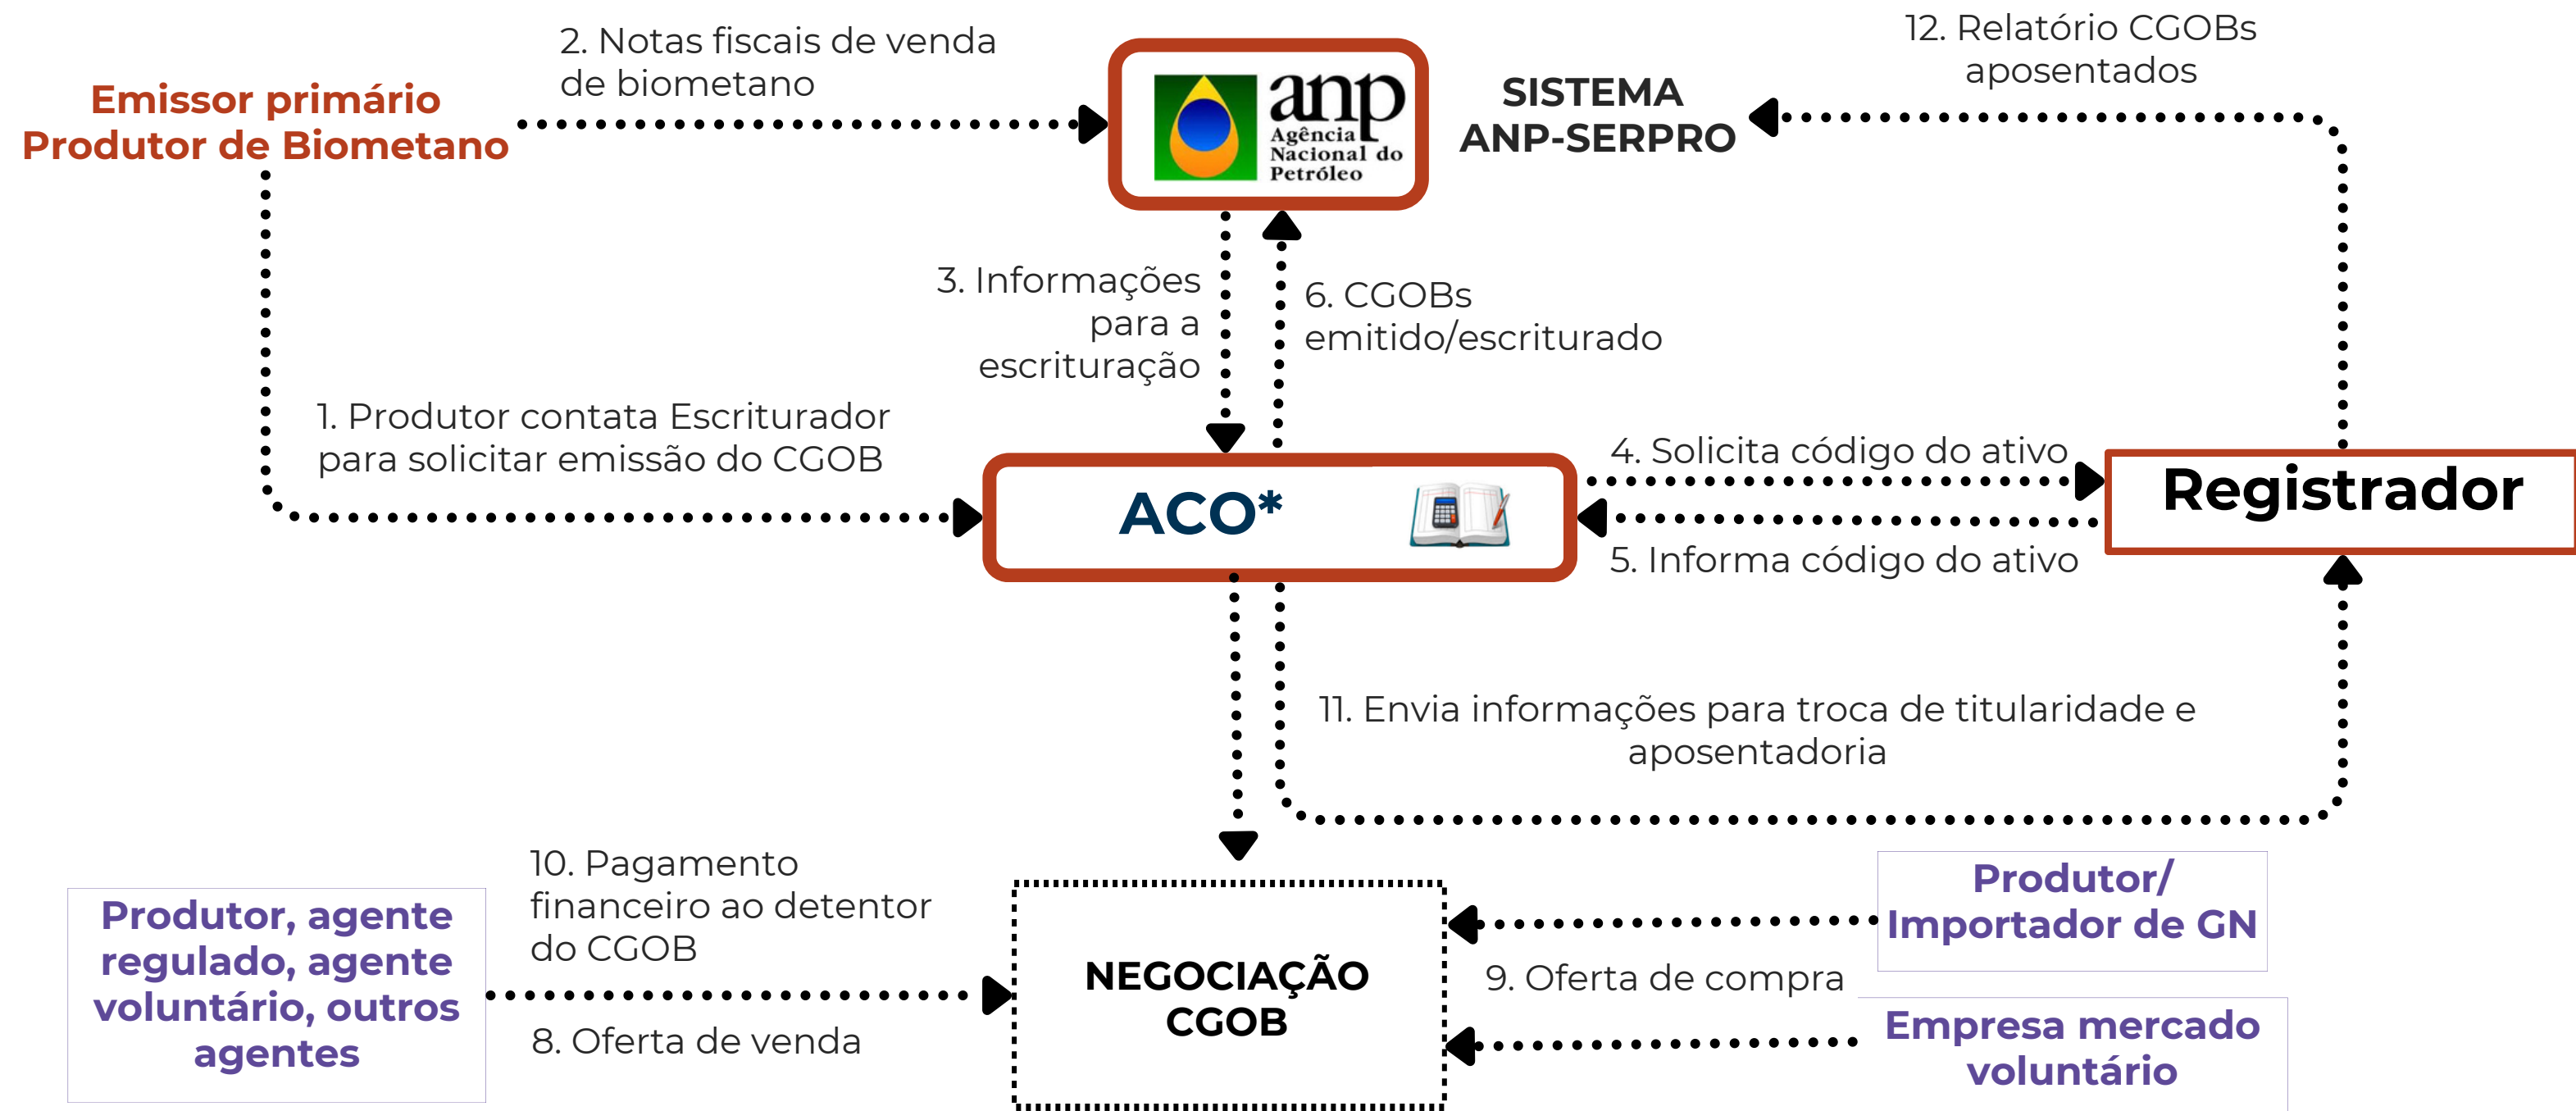 2. Notas fiscais de venda
de biometano
12. Relatório CGOBs
aposentados
Emissor primário
Produtor de Biometano
anp
Agência
Nacional do
Petróleo
SISTEMA
ANP-SERPRO
3. Informações
para a
escrituração
6. CGOBs
emitido/escriturado
1. Produtor contata Escriturador
para solicitar emissão do CGOB
ACO*
4. Solicita código do ativo
5. Informa código do ativo
Registrador
11. Envia informações para troca de titularidade e
aposentadoria
10. Pagamento
financeiro ao detentor
do CGOB
Produtor, agente
regulado, agente
voluntário, outros
agentes
8. Oferta de venda
NEGOCIAÇÃO
CGOB
Produtor/
Importador de GN
9. Oferta de compra
Empresa mercado
voluntário